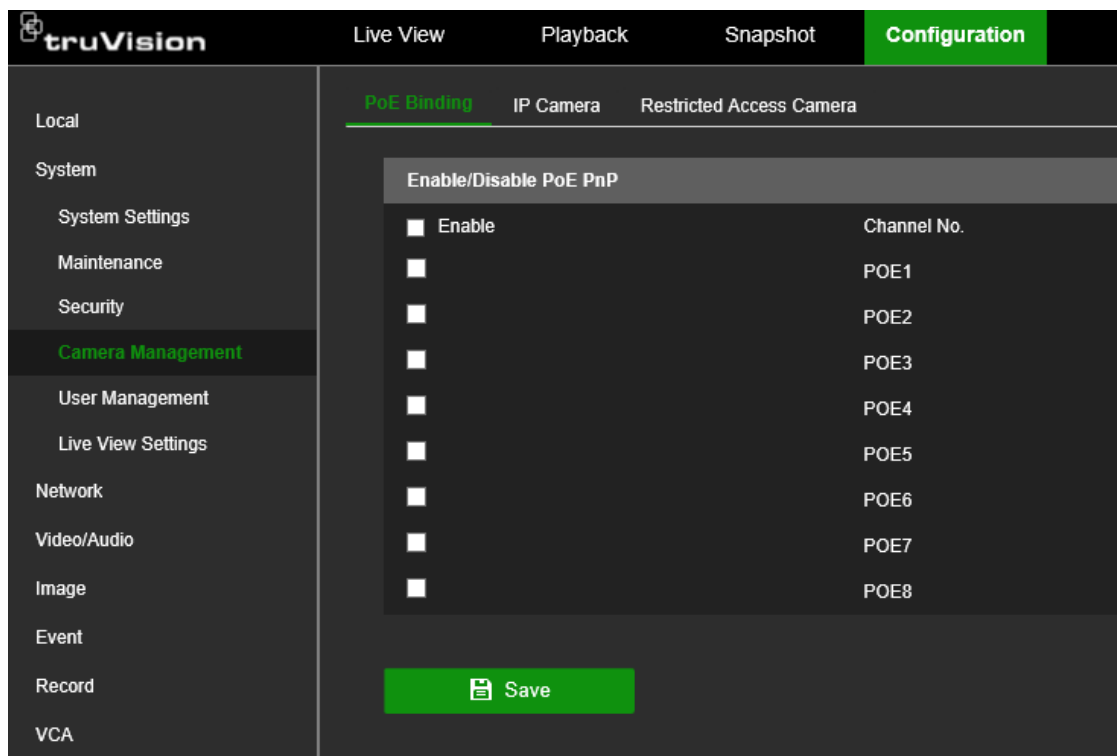 truVision Live View Playback Snapshot Configuration
PoE Binding IP Camera Restricted Access Camera
Local
System
System Settings
Maintenance
Security
Camera Management
User Management
Live View Settings
Network
Video/Audio
Image
Event
Record
VCA
Enable/Disable PoE PnP
Enable Channel No.
POE1
POE2
POE3
POE4
POE5
POE6
POE7
POE8
Save